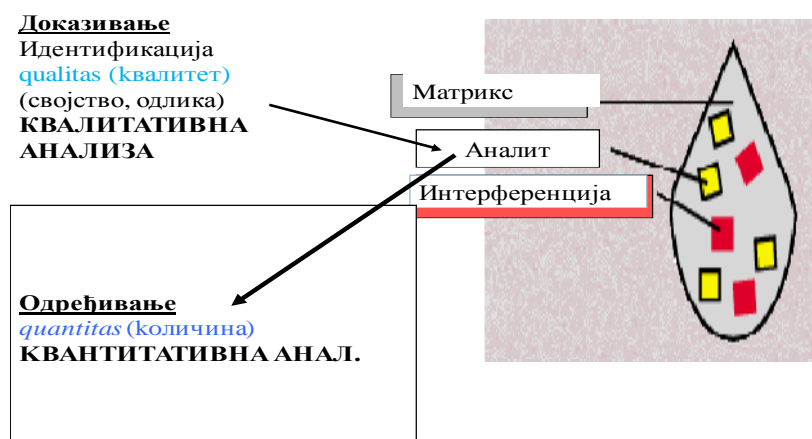 Доказивање
Идентификација
qualitas (квалитет)
(својство, одлика)
КВАЛИТАТИВНА
АНАЛИЗА
Матрикс
Аналит
Интерференција
Одређивање
quantitas (количина)
КВАНТИТАТИВНА АНАЛ.